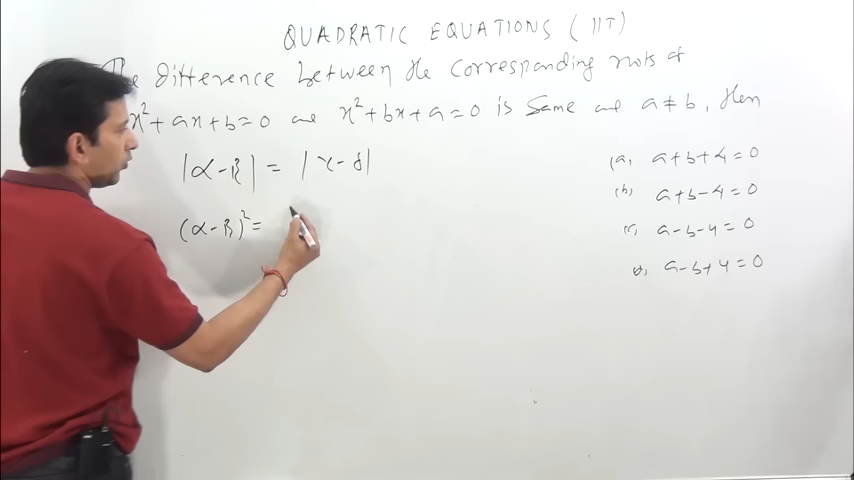 QUADRATIC EQUATIONS (IIT)
The difference between the corresponding roots of
x²+ax+b=0 and x²+bx+a=0 is same and a≠b, then
|α-β| = |γ-δ|
(α-β)²=
(a) a+b+4=0
(b) a+b-4=0
(c) a-b-4=0
(d) a-b+4=0